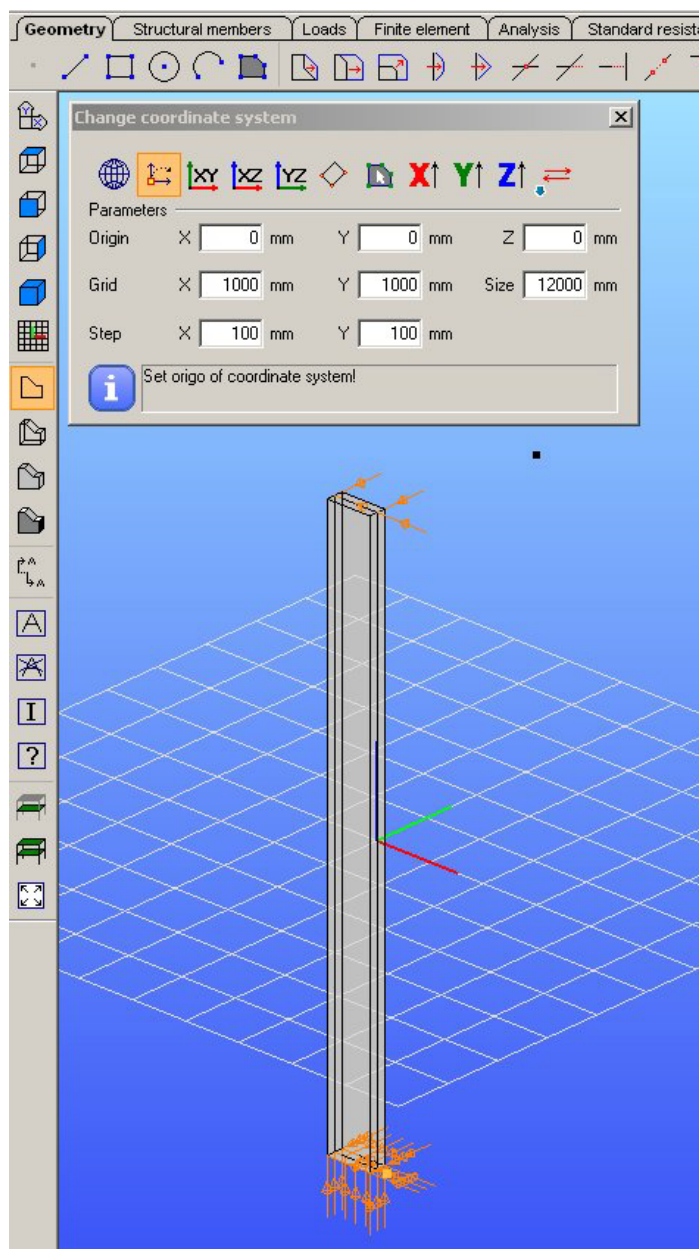 Geometry Structural members Loads Finite element Analysis Standard resist
Change coordinate system
XY XZ YZ X Y Z
Parameters
Origin X 0 mm Y 0 mm Z 0 mm
Grid X 1000 mm Y 1000 mm Size 12000 mm
Step X 100 mm Y 100 mm
i Set origo of coordinate system!
A
A
I
?